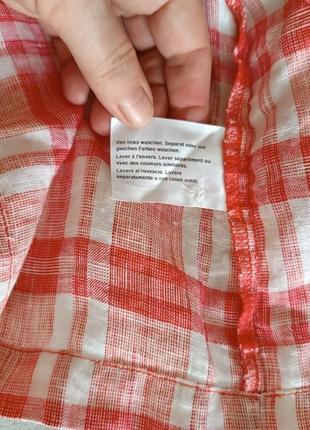 Von links waschen. Separat oder mit
gleichen Farben waschen.
Laver à l'envers. Laver séparément ou
avec des couleurs similaires.
Lavare al rovescio. Lavare
separatamente o con colori simili.